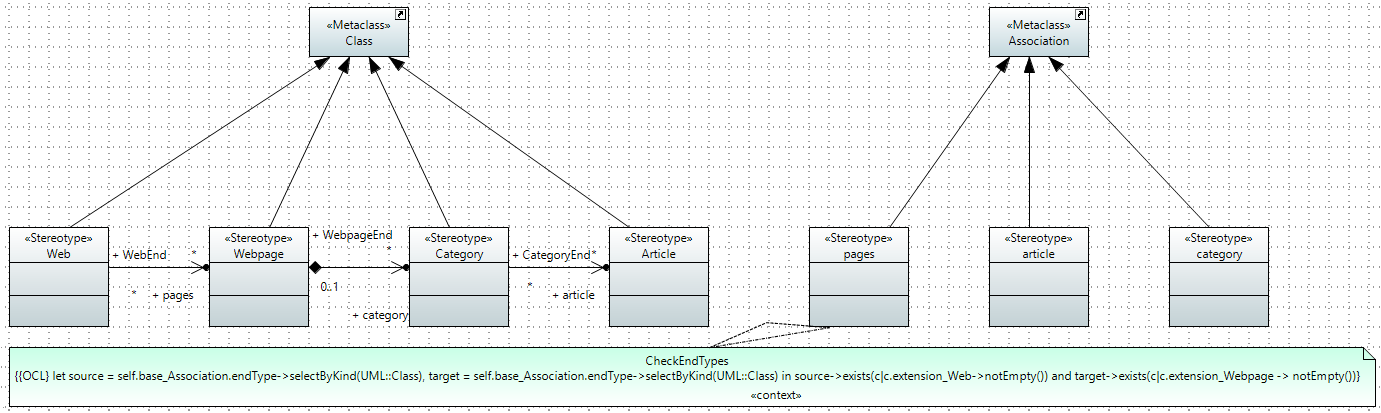 «Metaclass»
Class
«Metaclass»
Association
«Stereotype»
Web
+ WebEnd
*
*
+ pages
«Stereotype»
Webpage
+ WebpageEnd
*
0..1
+ category
«Stereotype»
Category
+ CategoryEnd*
*
+ article
«Stereotype»
Article
«Stereotype»
pages
«Stereotype»
article
«Stereotype»
category
CheckEndTypes
{{OCL} let source = self.base_Association.endType->selectByKind(UML::Class), target = self.base_Association.endType->selectByKind(UML::Class) in source->exists(c|c.extension_Web->notEmpty()) and target->exists(c|c.extension_Webpage -> notEmpty())}
«context»